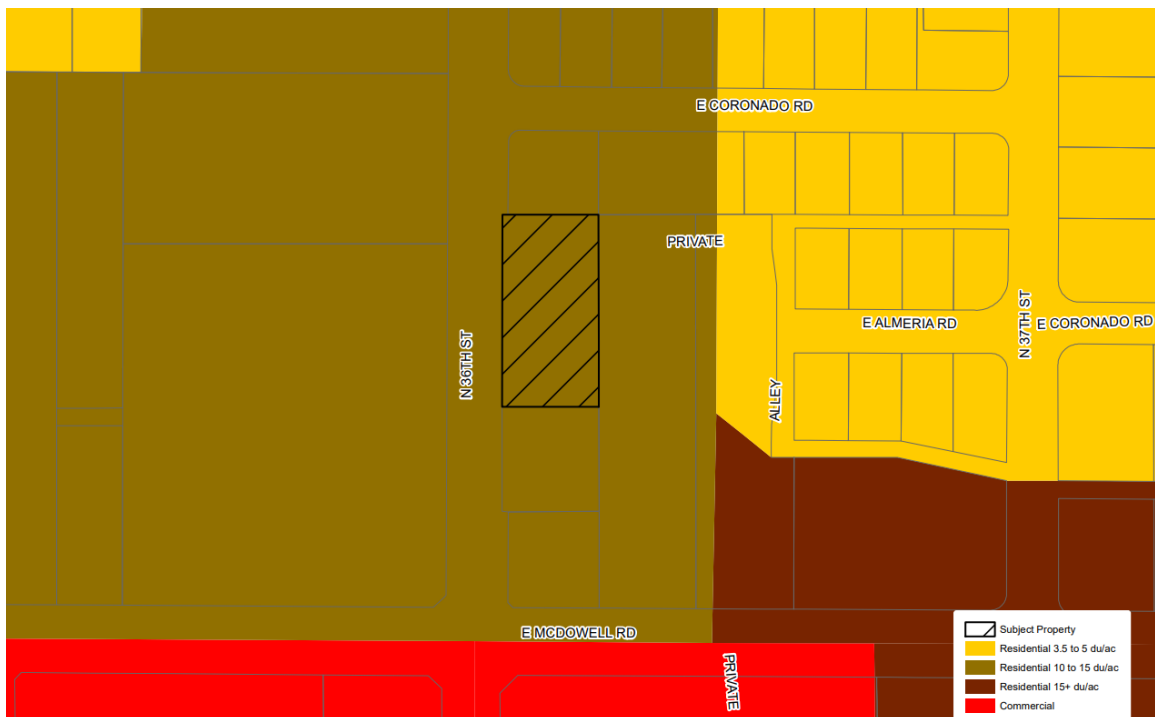 E CORONADO RD
PRIVATE
E ALMERIA RD
N 37TH ST
E CORONADO RD
N 36TH ST
ALLEY
E MCDOWELL RD
PRIVATE
Subject Property
Residential 3.5 to 5 du/ac
Residential 10 to 15 du/ac
Residential 15+ du/ac
Commercial